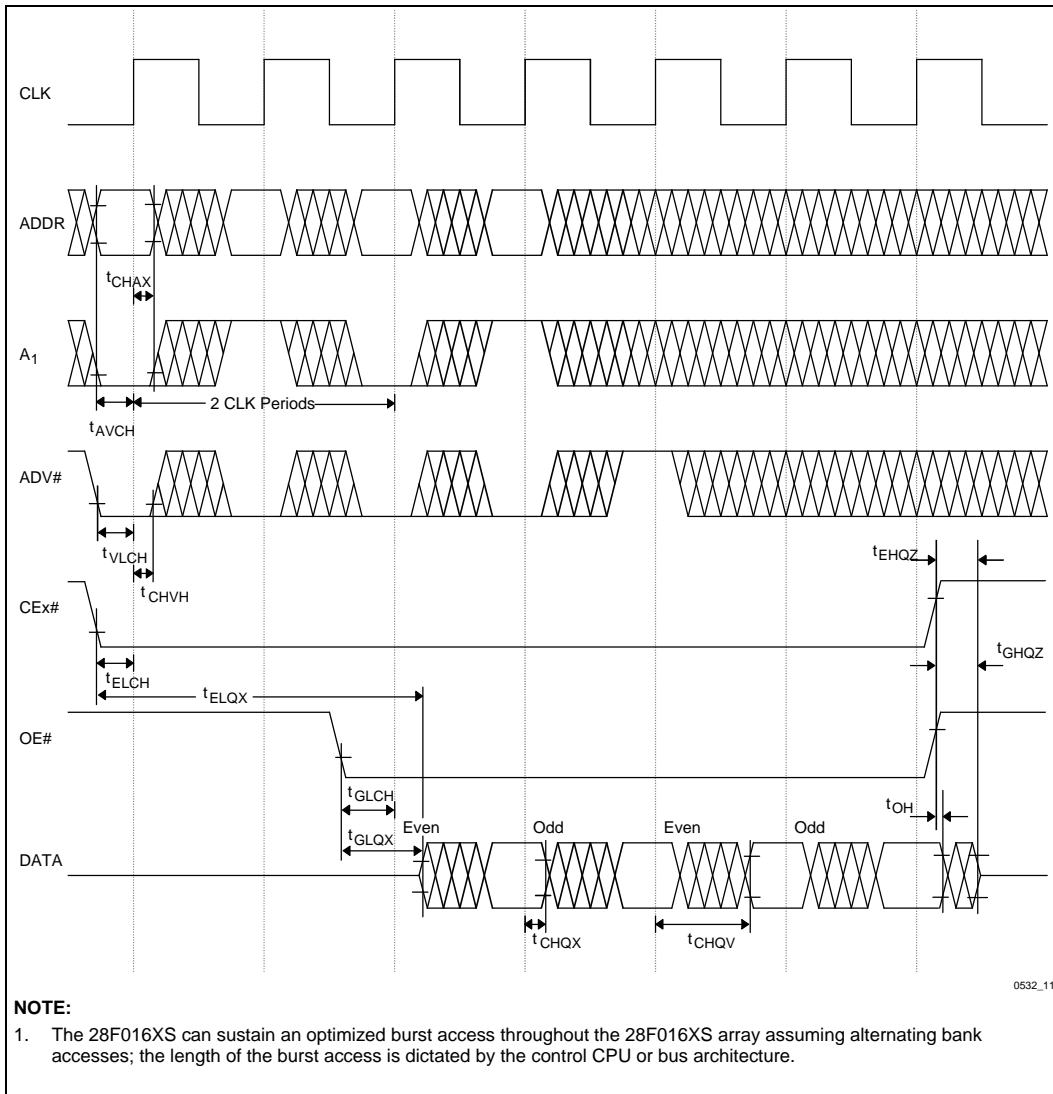 CLK
ADDR
tCHAX
A1
2 CLK Periods
tAVCH
ADV#
tVLCH
tEHQZ
tCHVH
CEx#
tGHQZ
tELCH
tELQX
OE#
tGLCH
tOH
tGLQX
Even Odd Even Odd
DATA
tCHQX tCHQV
0532_11
NOTE:
1. The 28F016XS can sustain an optimized burst access throughout the 28F016XS array assuming alternating bank
accesses; the length of the burst access is dictated by the control CPU or bus architecture.